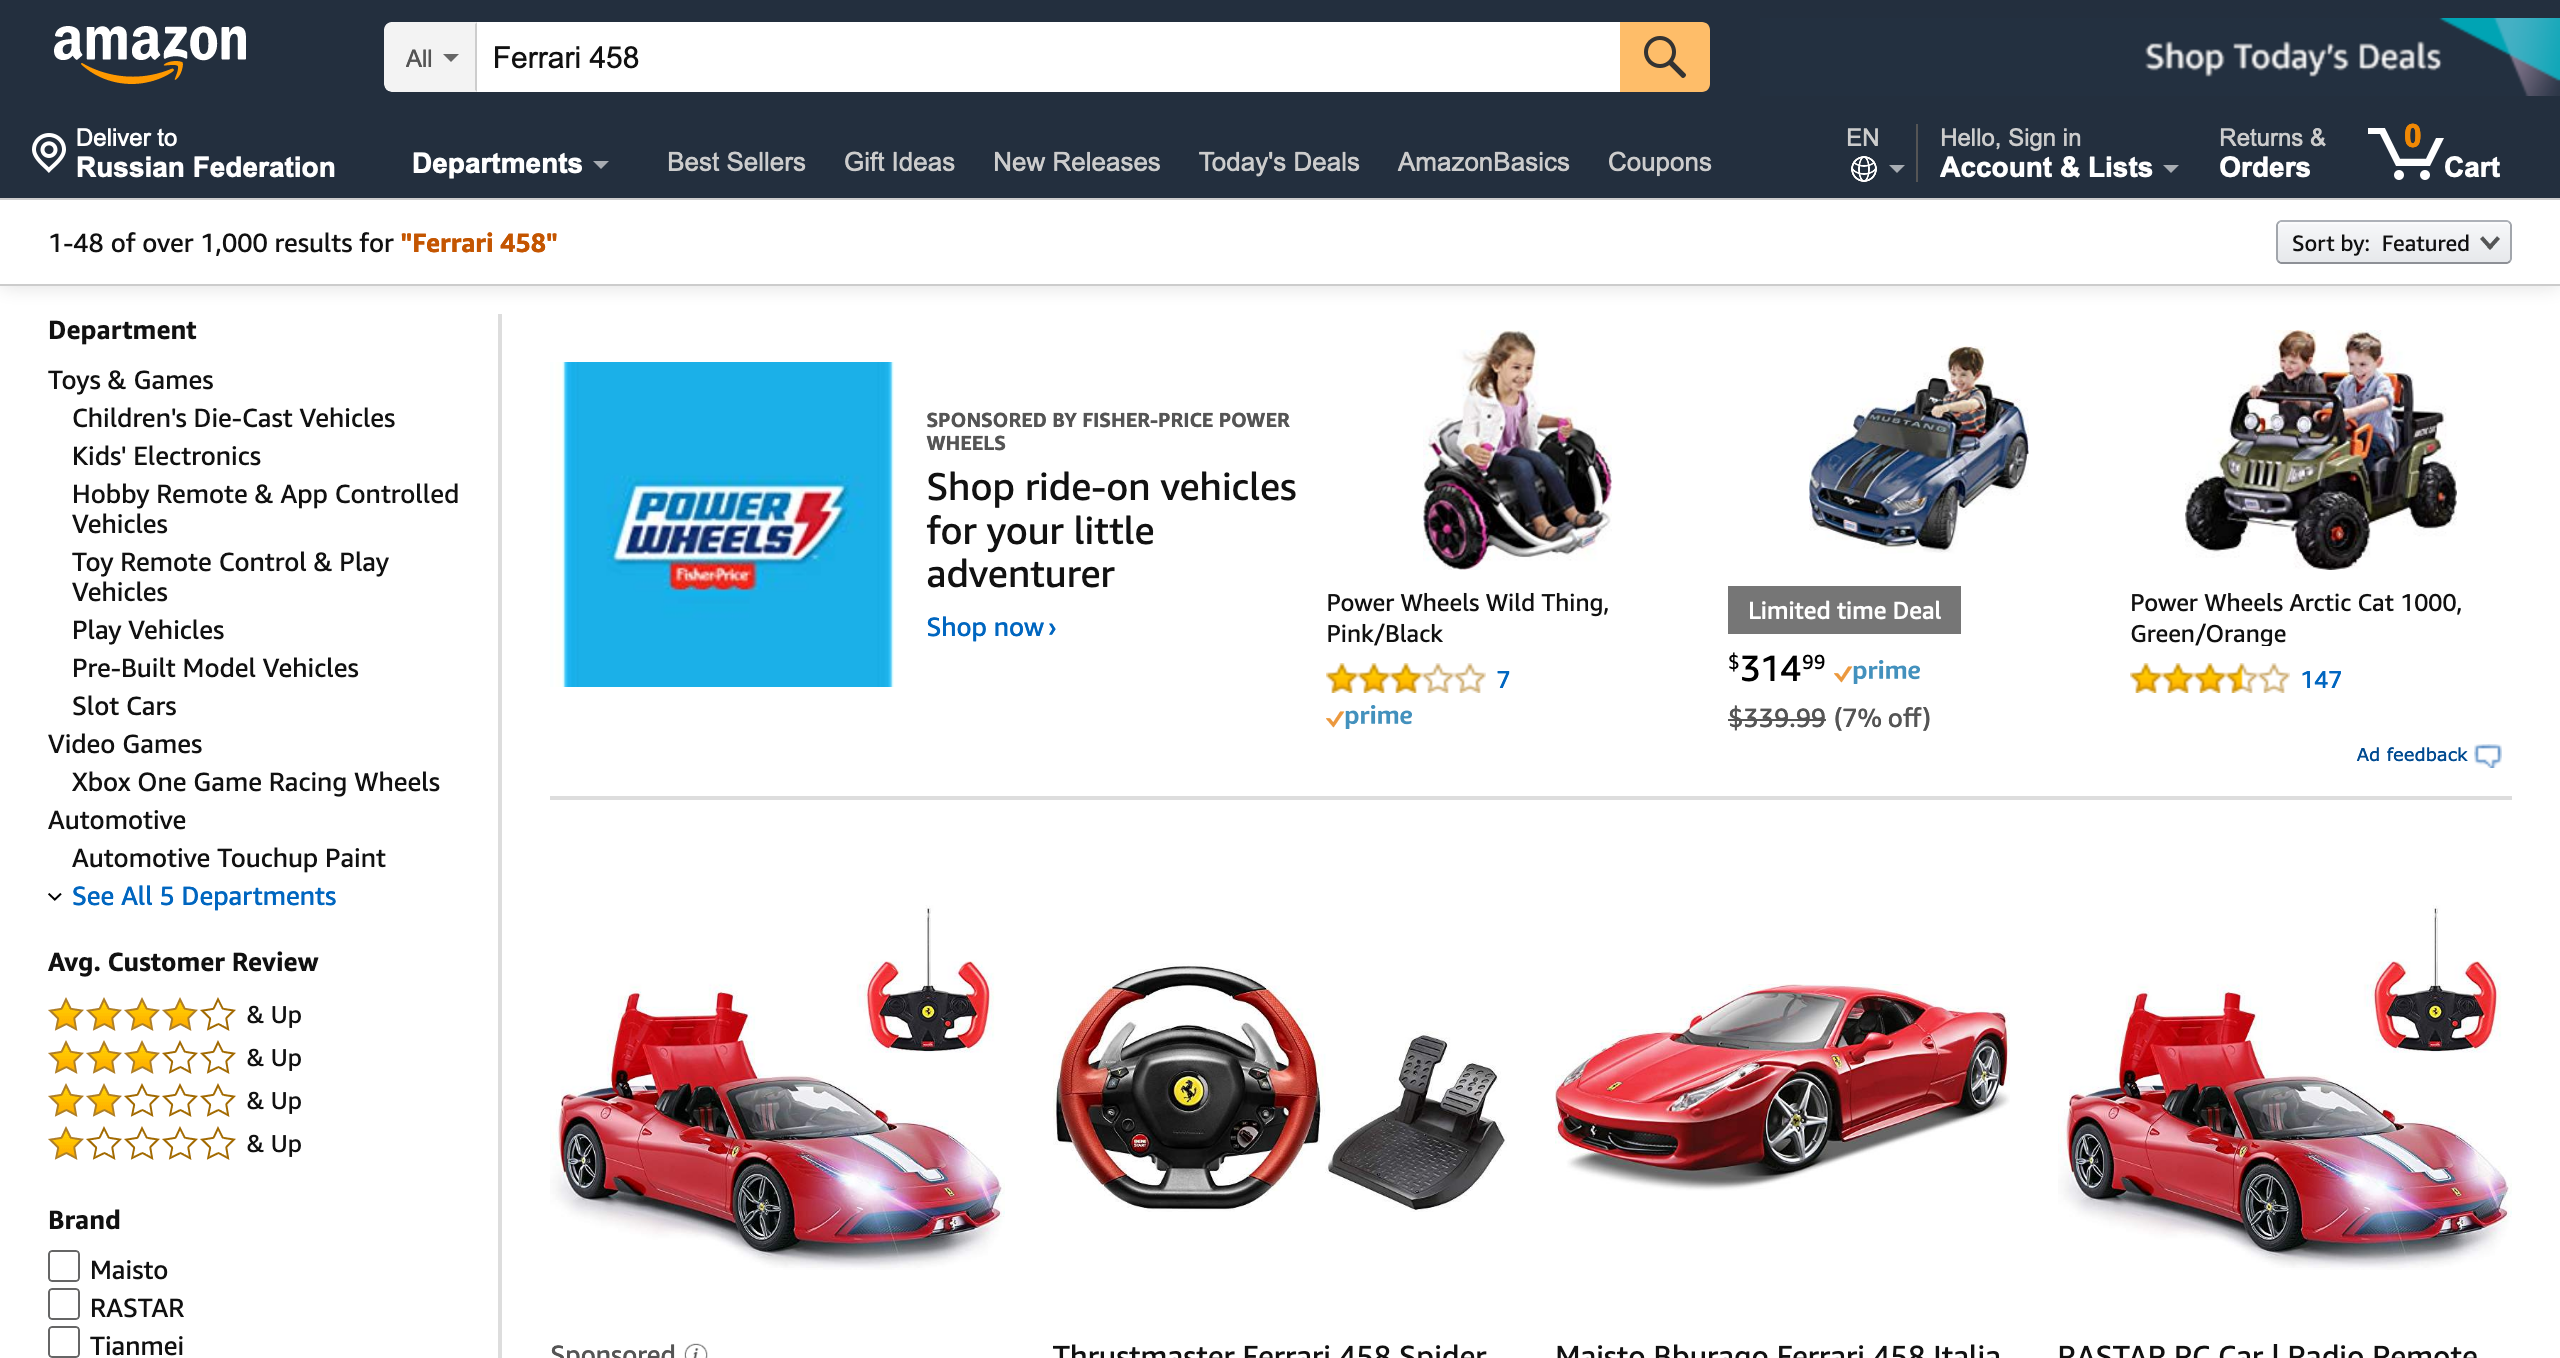 amazon
All
Ferrari 458
Shop Today's Deals
Deliver to
Russian Federation
Departments
Best Sellers
Gift Ideas
New Releases
Today's Deals
AmazonBasics
Coupons
EN
Hello, Sign in
Account & Lists
Returns &
Orders
0
Cart
1-48 of over 1,000 results for "Ferrari 458"
Sort by: Featured
Department
Toys & Games
Children's Die-Cast Vehicles
Kids' Electronics
Hobby Remote & App Controlled
Vehicles
Toy Remote Control & Play
Vehicles
Play Vehicles
Pre-Built Model Vehicles
Slot Cars
Video Games
Xbox One Game Racing Wheels
Automotive
Automotive Touchup Paint
See All 5 Departments
Avg. Customer Review
& Up
& Up
& Up
& Up
Brand
Maisto
RASTAR
Tianmei
POWER
WHEELS
Fisher-Price
SPONSORED BY FISHER-PRICE POWER
WHEELS
Shop ride-on vehicles
for your little
adventurer
Shop now ›
Power Wheels Wild Thing,
Pink/Black
7
prime
MUSTANG
Limited time Deal
$314.99 prime
$339.99 (7% off)
Power Wheels Arctic Cat 1000,
Green/Orange
147
Ad feedback
Sponsored
Thrustmaster Ferrari 458 Spider
Maisto Bburago Ferrari 458 Italia
RASTAR RC Car | Radio Remote